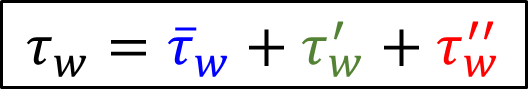 τ_w = τ̄_w + τ′_w + τ″_w